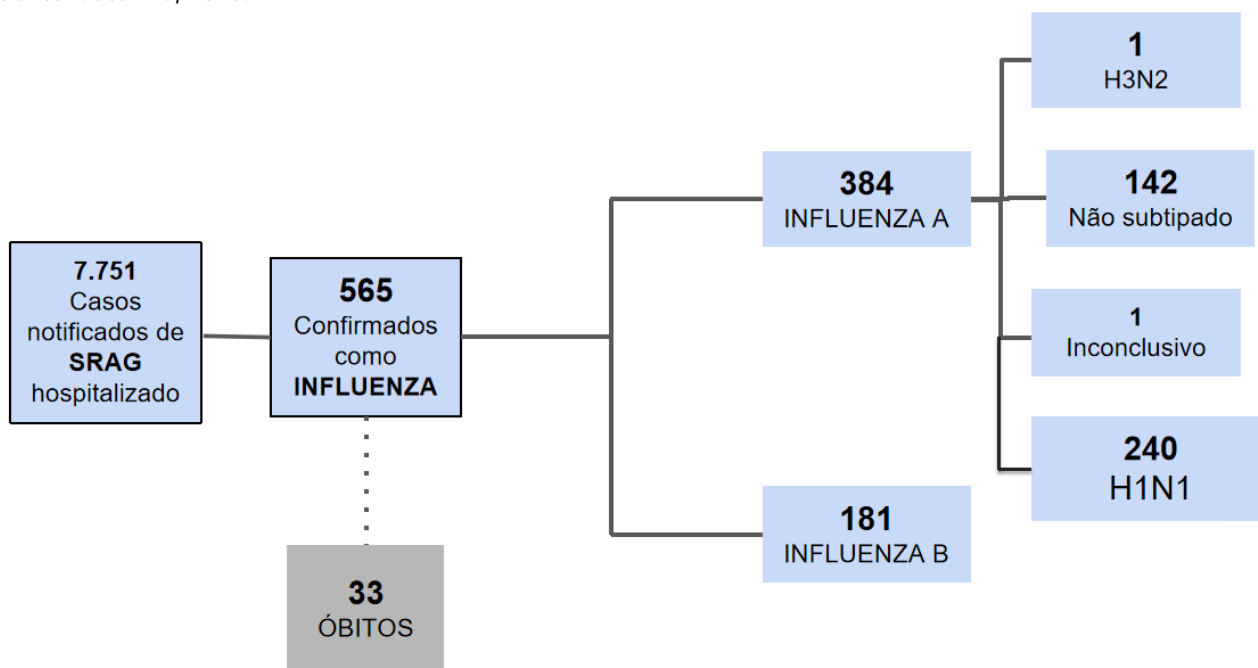 7.751
Casos
notificados de
SRAG
hospitalizado
565
Confirmados
como
INFLUENZA
33
ÓBITOS
384
INFLUENZA A
181
INFLUENZA B
1
H3N2
142
Não subtipado
1
Inconclusivo
240
H1N1